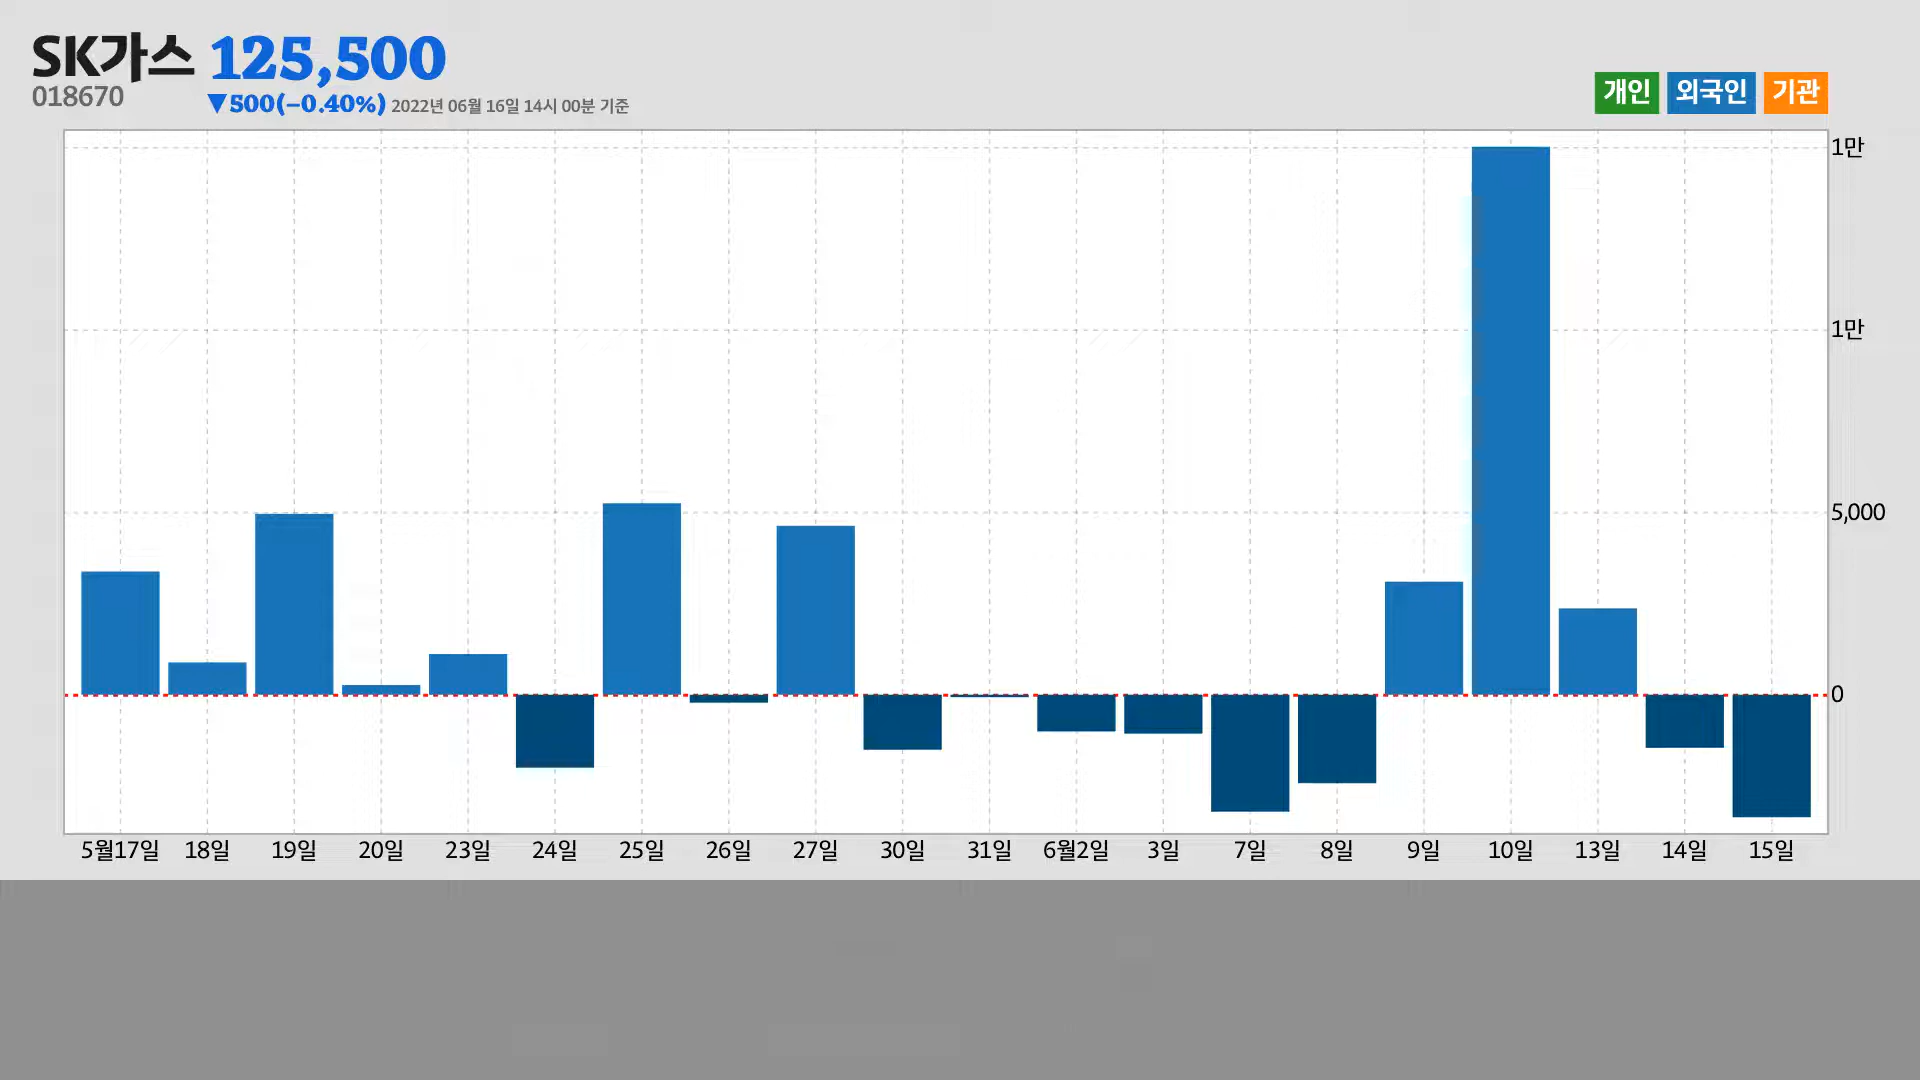 SK가스 125,500
018670
▼500(−0.40%) 2022년 06월 16일 14시 00분 기준
개인 외국인 기관
1만
1만
5,000
0
5월17일 18일 19일 20일 23일 24일 25일 26일 27일 30일 31일 6월2일 3일 7일 8일 9일 10일 13일 14일 15일